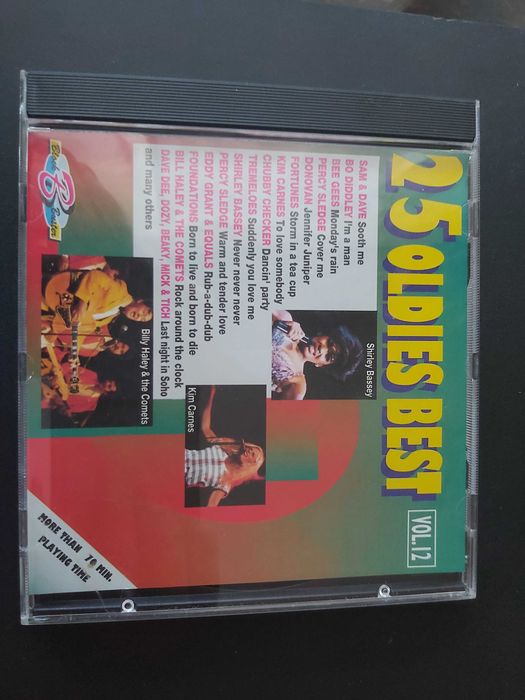 25 OLDIES BEST
VOL.12
SAM & DAVE Sooth me
BO DIDDLEY I'm a man
BEE GEES Monday's rain
PERCY SLEDGE Cover me
DONOVAN Jennifer Juniper
FORTUNES Storm in a tea cup
KIM CARNES To love somebody
CHUBBY CHECKER Dancin' party
TREMELOES Suddenly you love me
SHIRLEY BASSEY Never never never
PERCY SLEDGE Warm and tender love
EDDY GRANT & EQUALS Rub-a-dub-dub
FOUNDATIONS Born to live and born to die
BILL HALEY & THE COMETS Rock around the clock
DAVE DEE, DOZY, BEAKY, MICK & TICH Last night in Soho
and many others
Shirley Bassey
Kim Carnes
Billy Haley & the Comets
MORE THAN 70 MIN.
PLAYING TIME